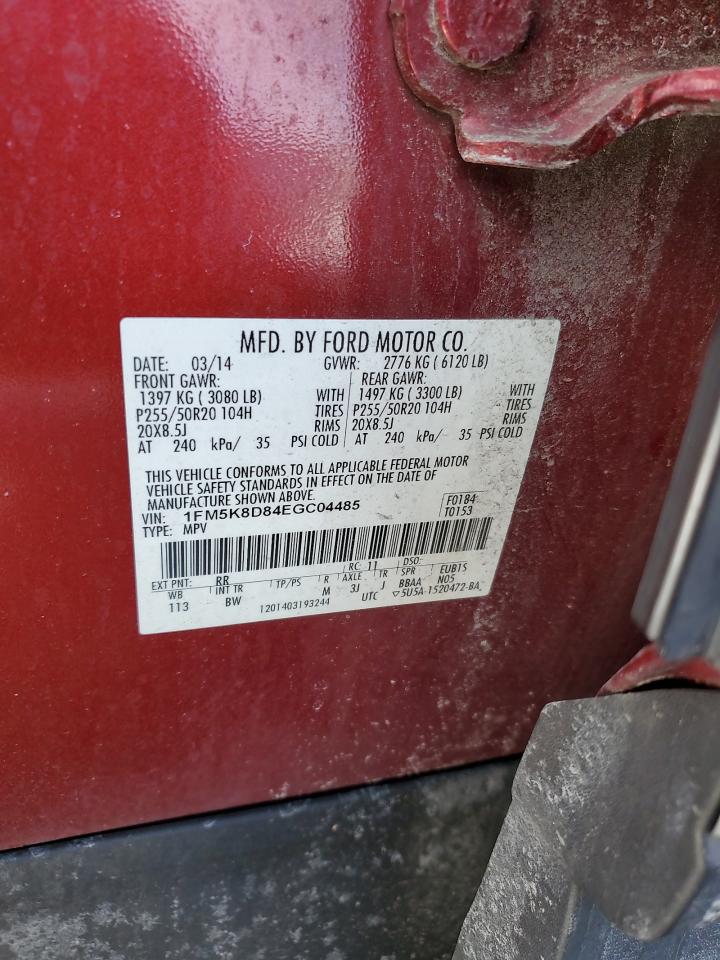 MFD. BY FORD MOTOR CO.
DATE: 03/14 GVWR: 2776 KG ( 6120 LB)
FRONT GAWR: REAR GAWR:
1397 KG ( 3080 LB) WITH 1497 KG ( 3300 LB) WITH
P255/50R20 104H TIRES P255/50R20 104H TIRES
20X8.5J RIMS 20X8.5J RIMS
AT 240 kPa/ 35 PSI COLD AT 240 kPa/ 35 PSI COLD
THIS VEHICLE CONFORMS TO ALL APPLICABLE FEDERAL MOTOR
VEHICLE SAFETY STANDARDS IN EFFECT ON THE DATE OF
MANUFACTURE SHOWN ABOVE.
VIN: 1FM5K8D84EGC04485 F0184
TYPE: MPV T0153
EXT PNT: RR RC: 11 DSO:
WB INT TR TP/PS R AXLE TR SPR EUB1S
113 BW M 3J J BBAA N05
1201403193244 UTC ▽5U5A-1520472-BA